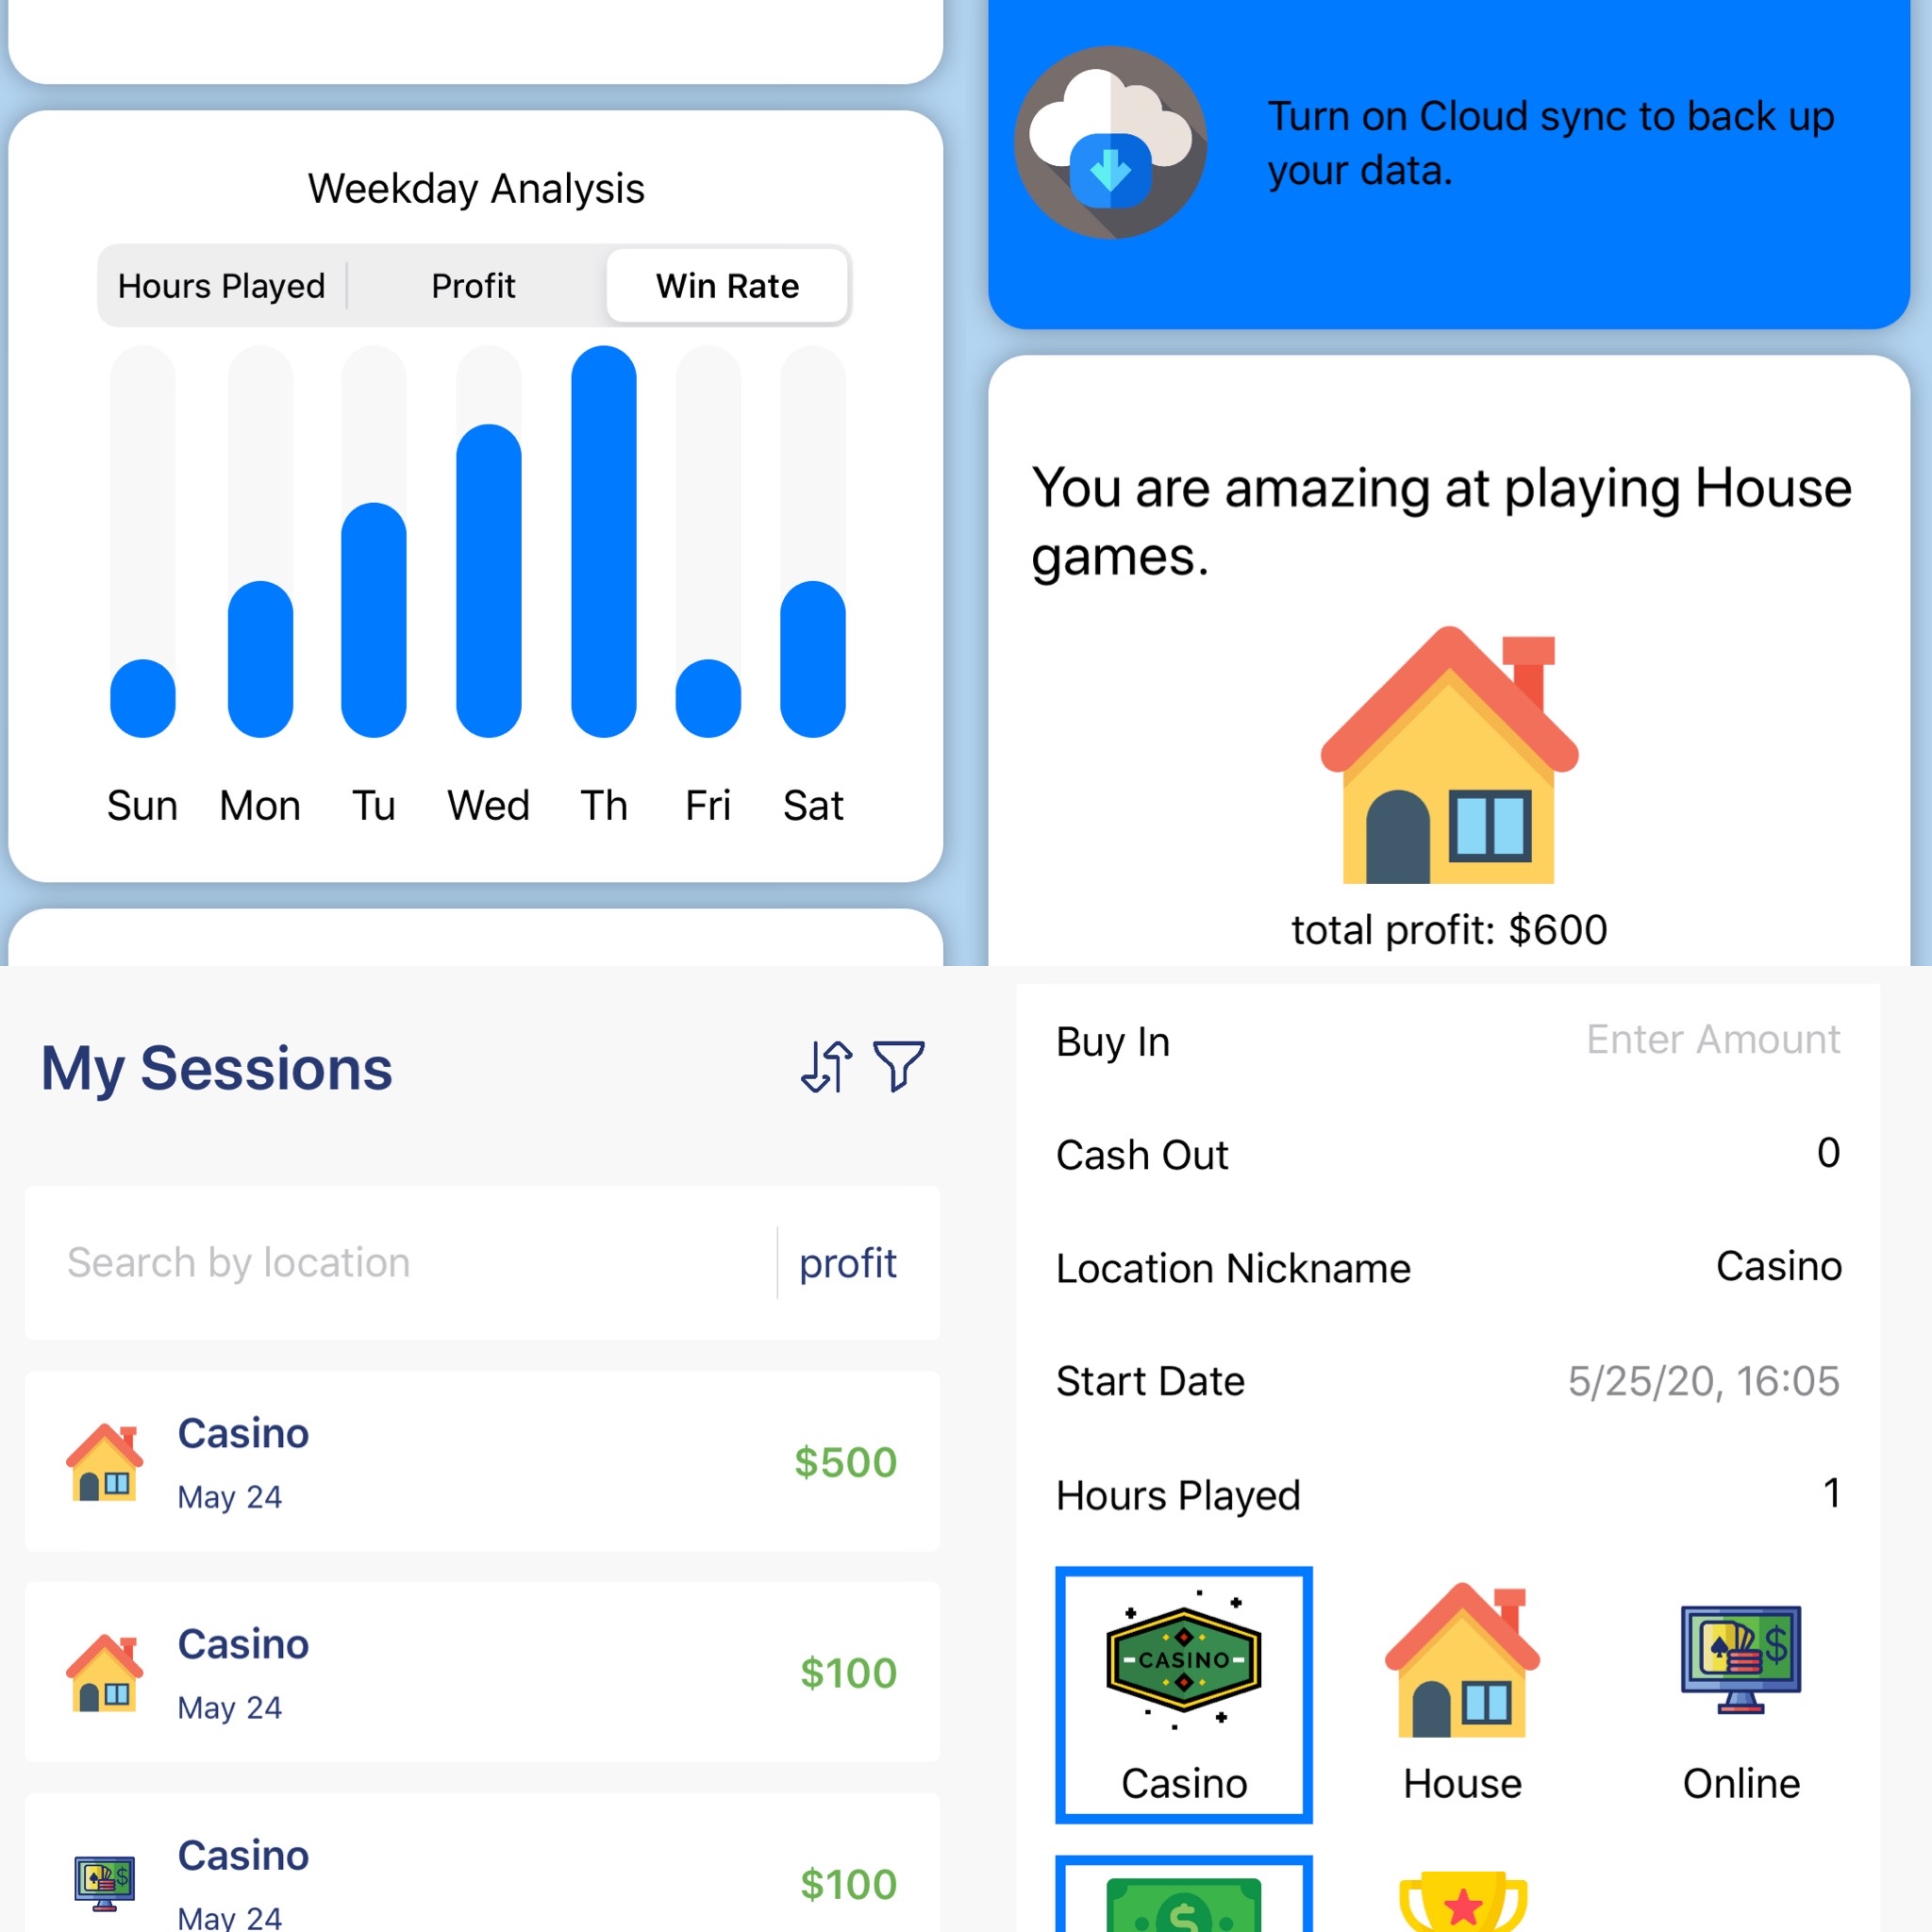 Weekday Analysis
Hours Played Profit Win Rate
Sun Mon Tu Wed Th Fri Sat
Turn on Cloud sync to back up
your data.
You are amazing at playing House
games.
total profit: $600
My Sessions
Search by location profit
Casino
$500
May 24
Casino
$100
May 24
Casino
$100
May 24
Buy In Enter Amount
Cash Out 0
Location Nickname Casino
Start Date 5/25/20, 16:05
Hours Played 1
CASINO
$
Casino House Online
$